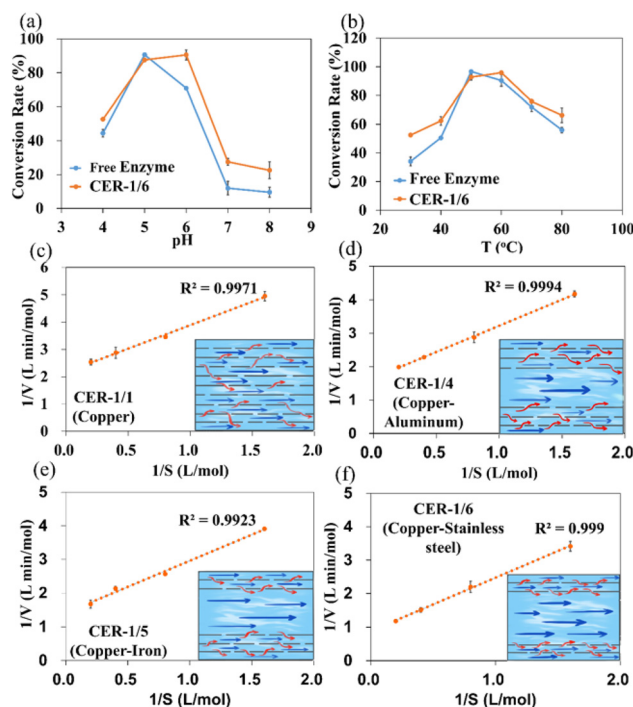 (a)
Conversion Rate (%)
100
80
60
40
20
0
Free Enzyme
CER-1/6
3 4 5 6 7 8 9
pH
(b)
Conversion Rate (%)
120
100
80
60
40
20
0
Free Enzyme
CER-1/6
20 40 60 80 100
T (°C)
(c)
1/V (L min/mol)
6
5
4
3
2
1
0
R² = 0.9971
CER-1/1
(Copper)
0.0 0.5 1.0 1.5 2.0
1/S (L/mol)
(d)
1/V (L min/mol)
5
4
3
2
1
0
R² = 0.9994
CER-1/4
(Copper-
Aluminum)
0.0 0.5 1.0 1.5 2.0
1/S (L/mol)
(e)
1/V (L min/mol)
5
4
3
2
1
0
R² = 0.9923
CER-1/5
(Copper-Iron)
0.0 0.5 1.0 1.5 2.0
1/S (L/mol)
(f)
1/V (L min/mol)
5
4
3
2
1
0
CER-1/6
(Copper-Stainless
steel)
R² = 0.999
0.0 1.0 2.0
1/S (L/mol)